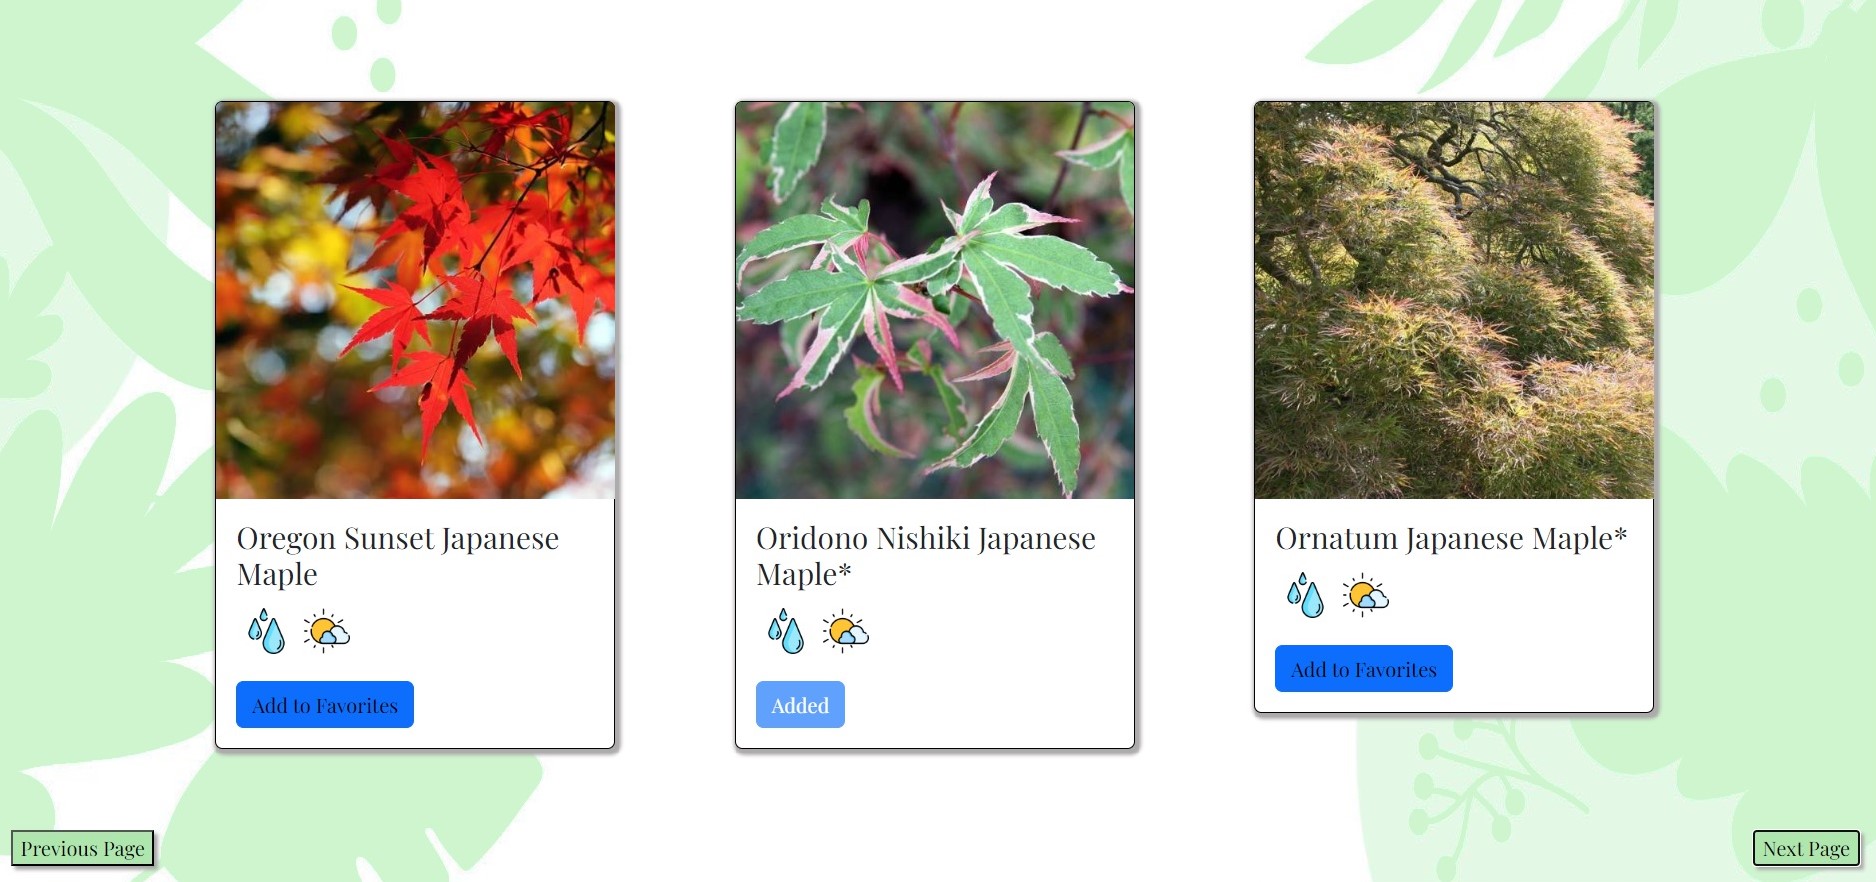 Oregon Sunset Japanese
Maple
Add to Favorites
Oridono Nishiki Japanese
Maple*
Added
Ornatum Japanese Maple*
Add to Favorites
Previous Page
Next Page